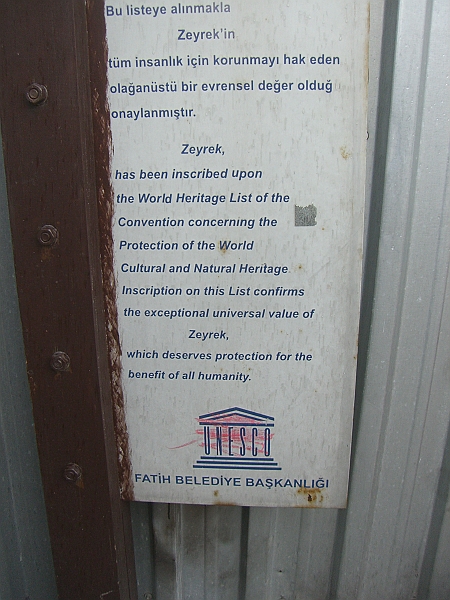 Bu listeye alınmakla
Zeyrek'in
tüm insanlık için korunmayı hak eden
olağanüstü bir evrensel değer olduğ
onaylanmıştır.
Zeyrek,
has been inscribed upon
the World Heritage List of the
Convention concerning the
Protection of the World
Cultural and Natural Heritage
Inscription on this List confirms
the exceptional universal value of
Zeyrek,
which deserves protection for the
benefit of all humanity.
UNESCO
FATİH BELEDİYE BAŞKANLIĞI